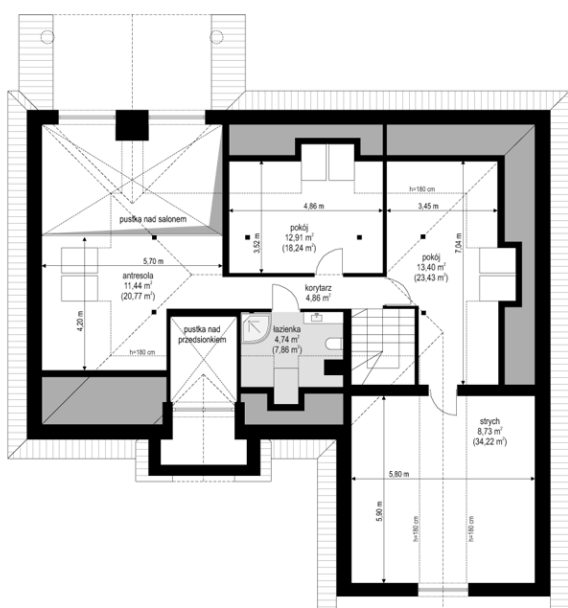 h=180 cm
4,86 m
3,45 m
pustka nad salonem
pokój
12,91 m²
(18,24 m²)
3,52 m
7,04 m
pokój
13,40 m²
(23,43 m²)
5,70 m
antresola
11,44 m²
(20,77 m²)
korytarz
4,86 m²
4,20 m
pustka nad
przedsionkiem
łazienka
4,74 m²
(7,86 m²)
h=180 cm
strych
8,73 m²
(34,22 m²)
5,80 m
5,90 m
h=180 cm
h=180 cm